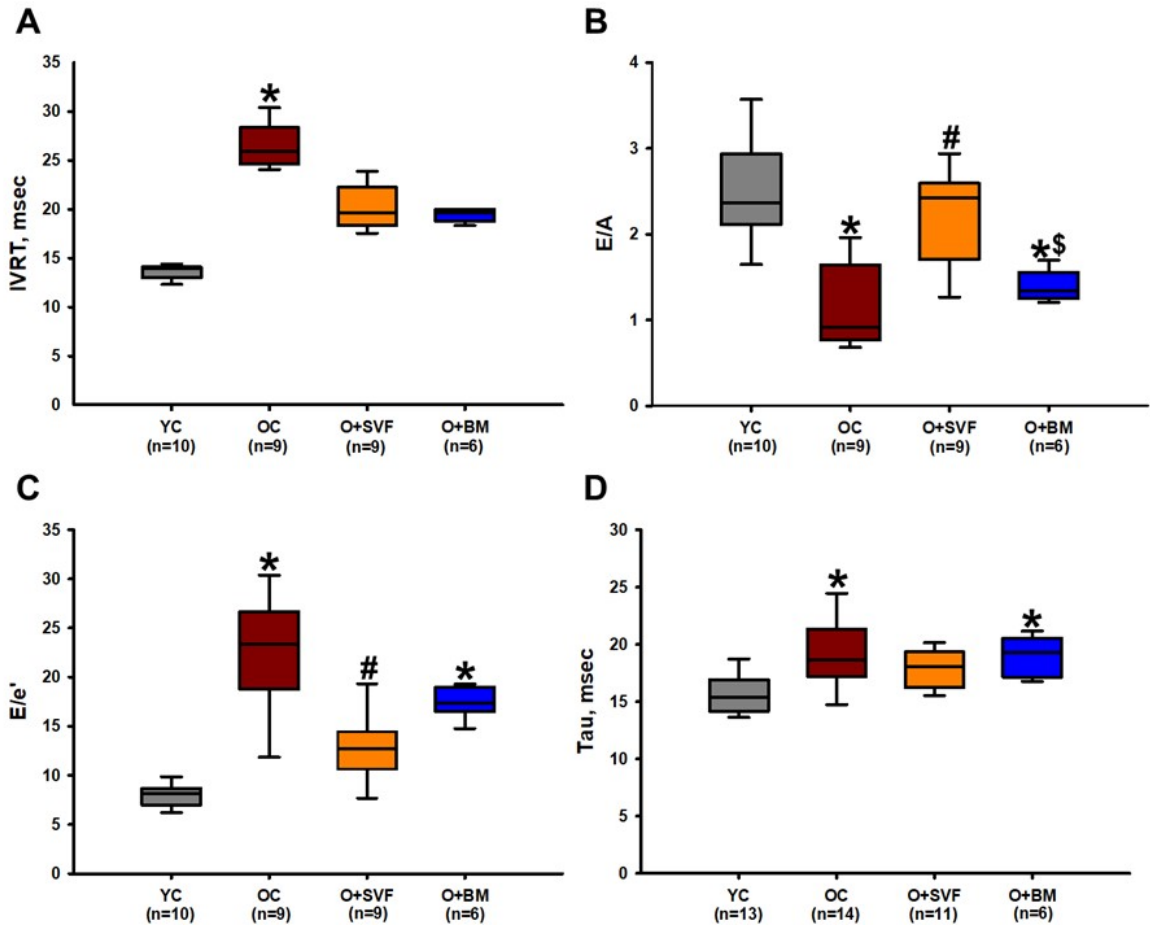 A
35
30
25
20
15
10
5
0
IVRT, msec
*
YC OC O+SVF O+BM
(n=10) (n=9) (n=9) (n=6)
B
4
3
2
1
0
E/A
* # *$
YC OC O+SVF O+BM
(n=10) (n=9) (n=9) (n=6)
C
35
30
25
20
15
10
5
0
E/e'
* # *
YC OC O+SVF O+BM
(n=10) (n=9) (n=9) (n=6)
D
30
25
20
15
10
5
0
Tau, msec
* *
YC OC O+SVF O+BM
(n=13) (n=14) (n=11) (n=6)